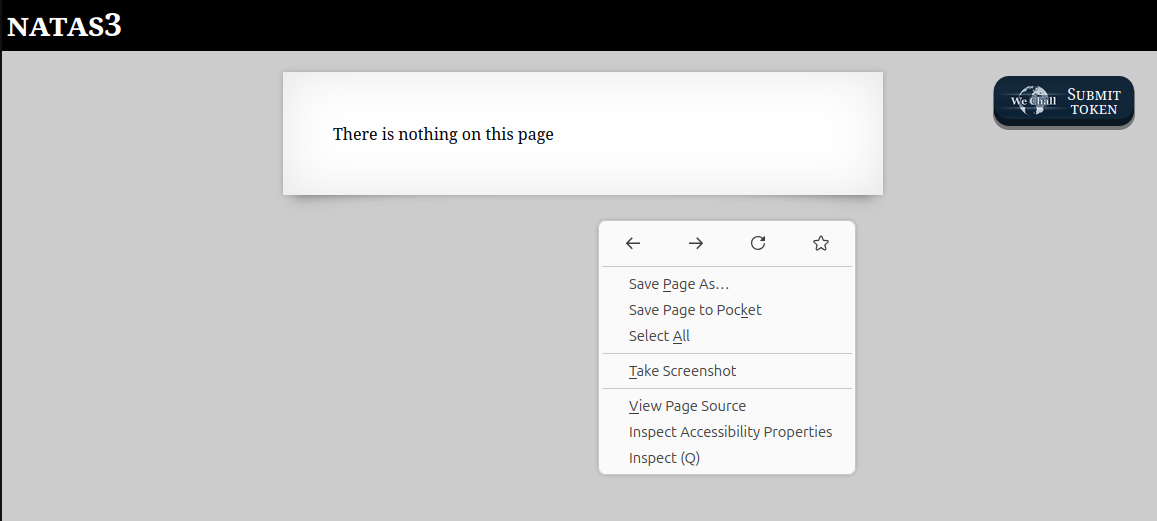 NATAS3
There is nothing on this page
We Chall
SUBMIT
TOKEN
Save Page As…
Save Page to Pocket
Select All
Take Screenshot
View Page Source
Inspect Accessibility Properties
Inspect (Q)